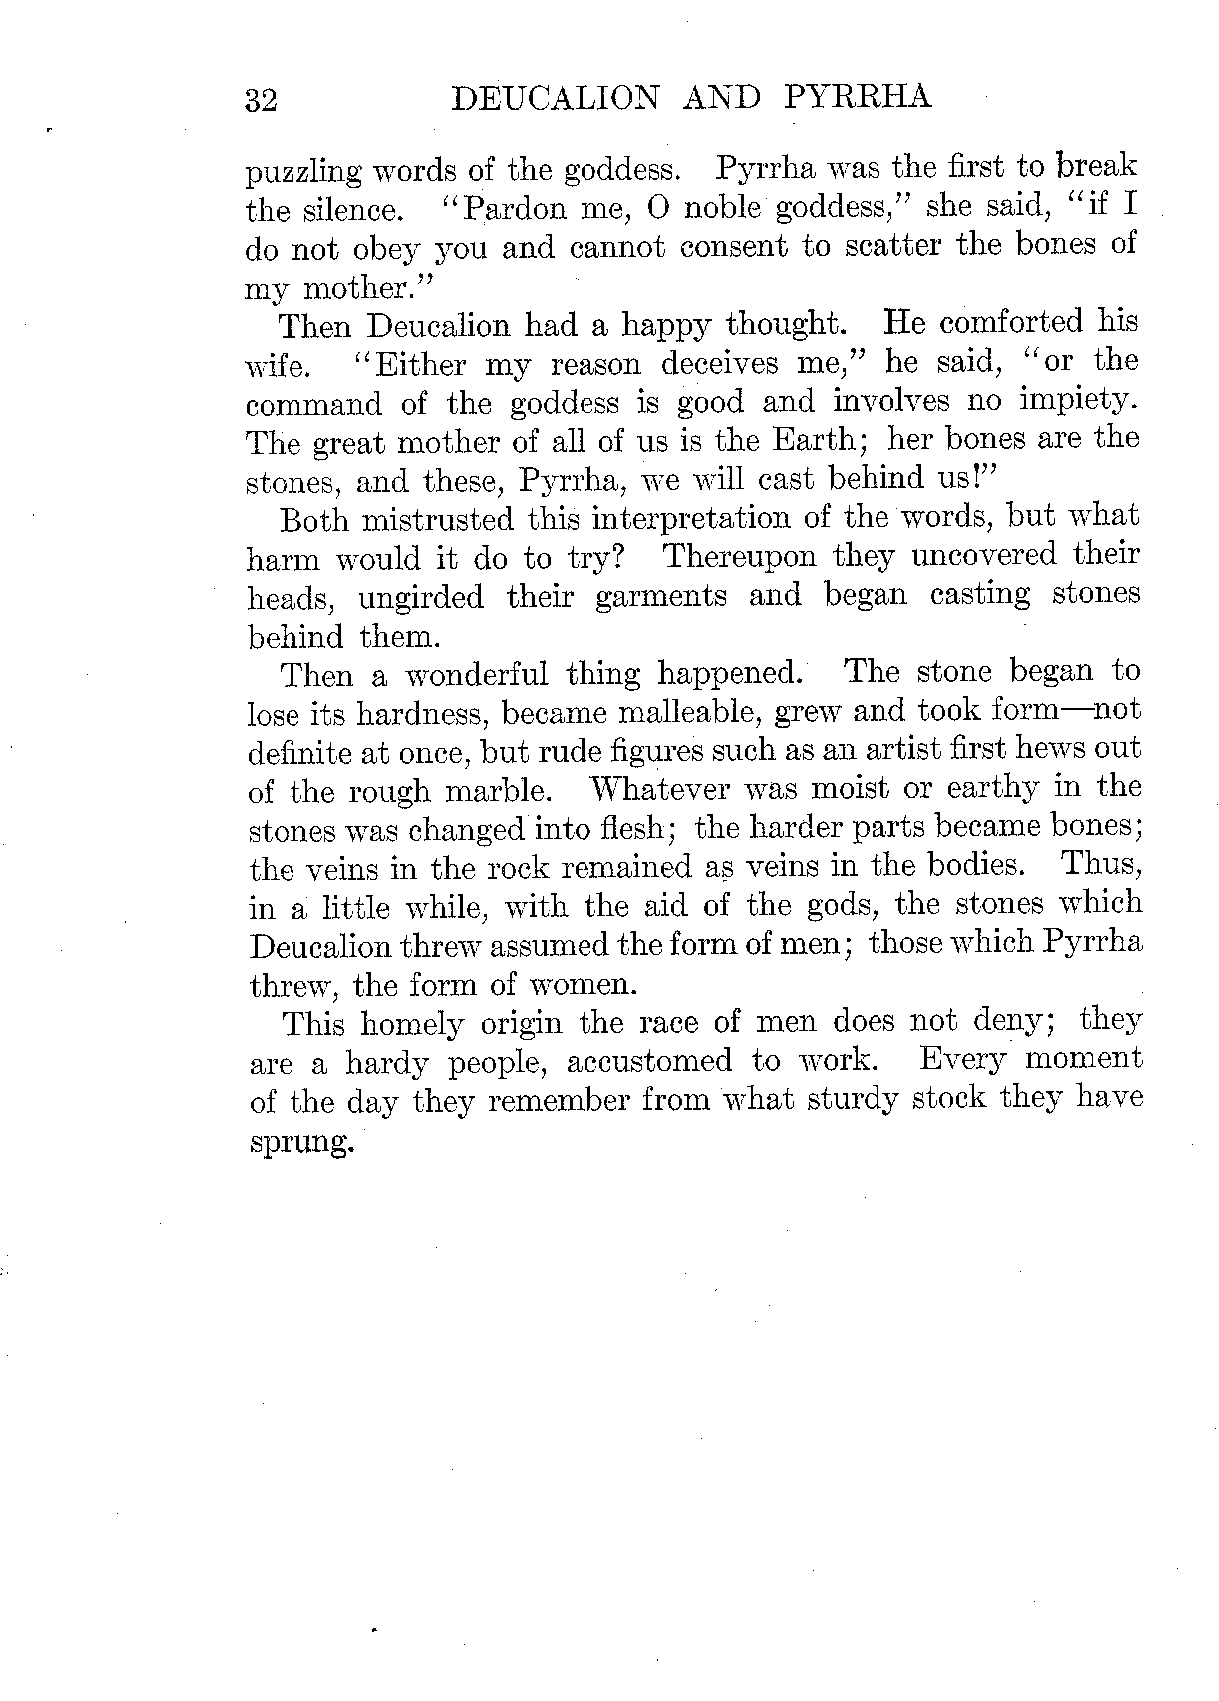 32 DEUCALION AND PYRRHA
puzzling words of the goddess. Pyrrha was the first to break
the silence. "Pardon me, O noble goddess," she said, "if I
do not obey you and cannot consent to scatter the bones of
my mother."
Then Deucalion had a happy thought. He comforted his
wife. "Either my reason deceives me," he said, "or the
command of the goddess is good and involves no impiety.
The great mother of all of us is the Earth; her bones are the
stones, and these, Pyrrha, we will cast behind us!"
Both mistrusted this interpretation of the words, but what
harm would it do to try? Thereupon they uncovered their
heads, ungirded their garments and began casting stones
behind them.
Then a wonderful thing happened. The stone began to
lose its hardness, became malleable, grew and took form—not
definite at once, but rude figures such as an artist first hews out
of the rough marble. Whatever was moist or earthy in the
stones was changed into flesh; the harder parts became bones;
the veins in the rock remained as veins in the bodies. Thus,
in a little while, with the aid of the gods, the stones which
Deucalion threw assumed the form of men; those which Pyrrha
threw, the form of women.
This homely origin the race of men does not deny; they
are a hardy people, accustomed to work. Every moment
of the day they remember from what sturdy stock they have
sprung.